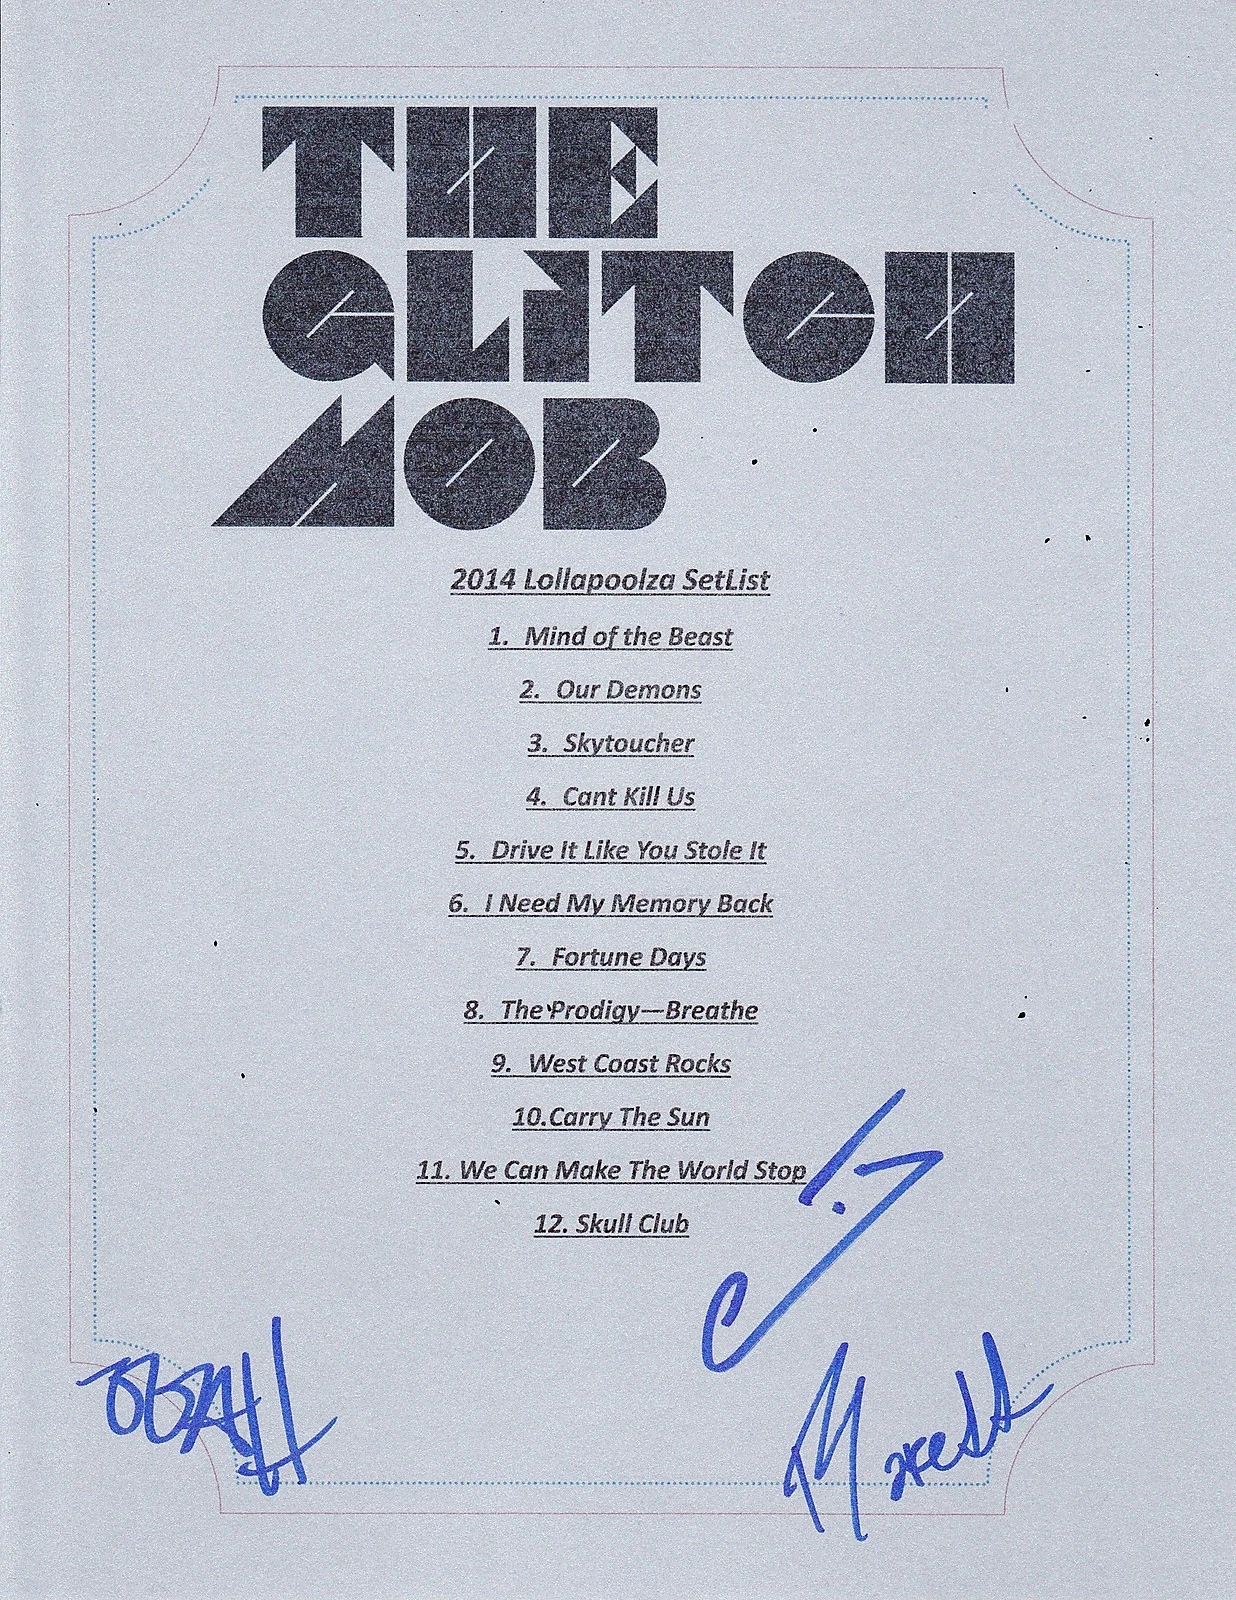 THE
GLITCH
MOB
2014 Lollapoolza SetList
1. Mind of the Beast
2. Our Demons
3. Skytoucher
4. Cant Kill Us
5. Drive It Like You Stole It
6. I Need My Memory Back
7. Fortune Days
8. The Prodigy—Breathe
9. West Coast Rocks
10.Carry The Sun
11. We Can Make The World Stop
12. Skull Club